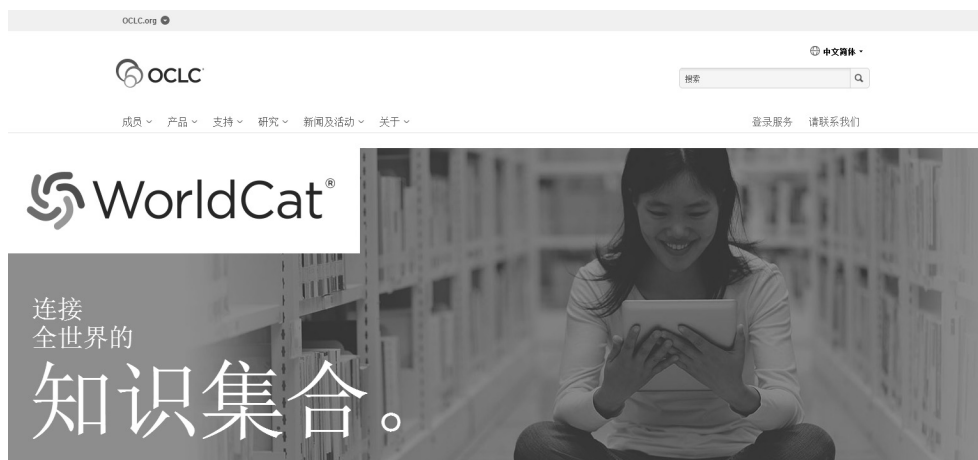 OCLC.org
中文简体
OCLC
搜索
成员 产品 支持 研究 新闻及活动 关于 登录服务 请联系我们
WorldCat®
连接
全世界的
知识集合。